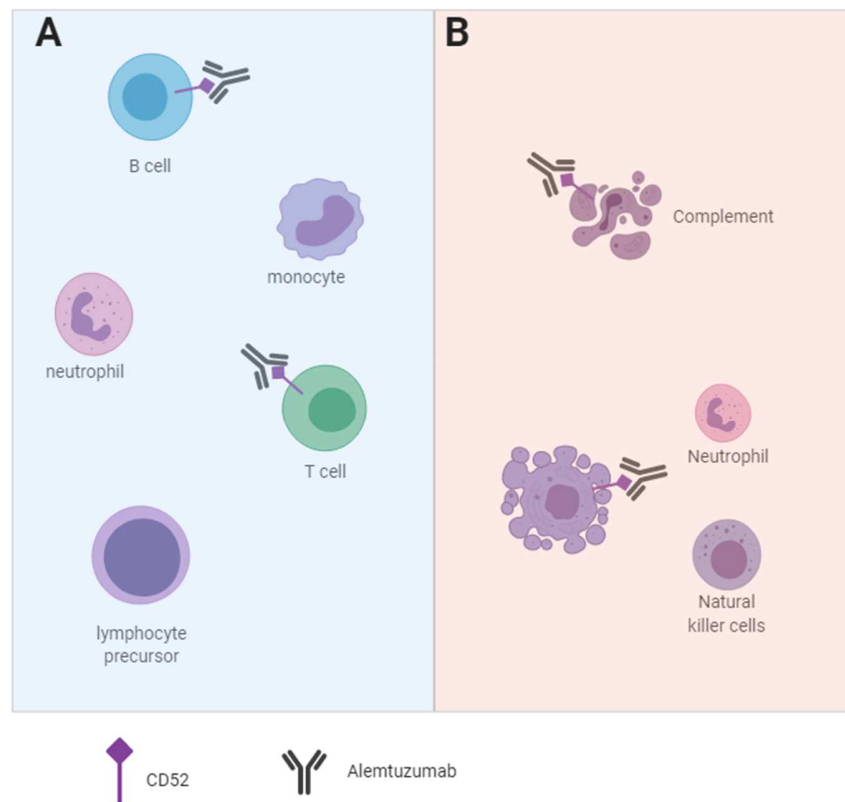 A
B
B cell
monocyte
neutrophil
T cell
lymphocyte
precursor
Complement
Neutrophil
Natural
killer cells
CD52
Alemtuzumab